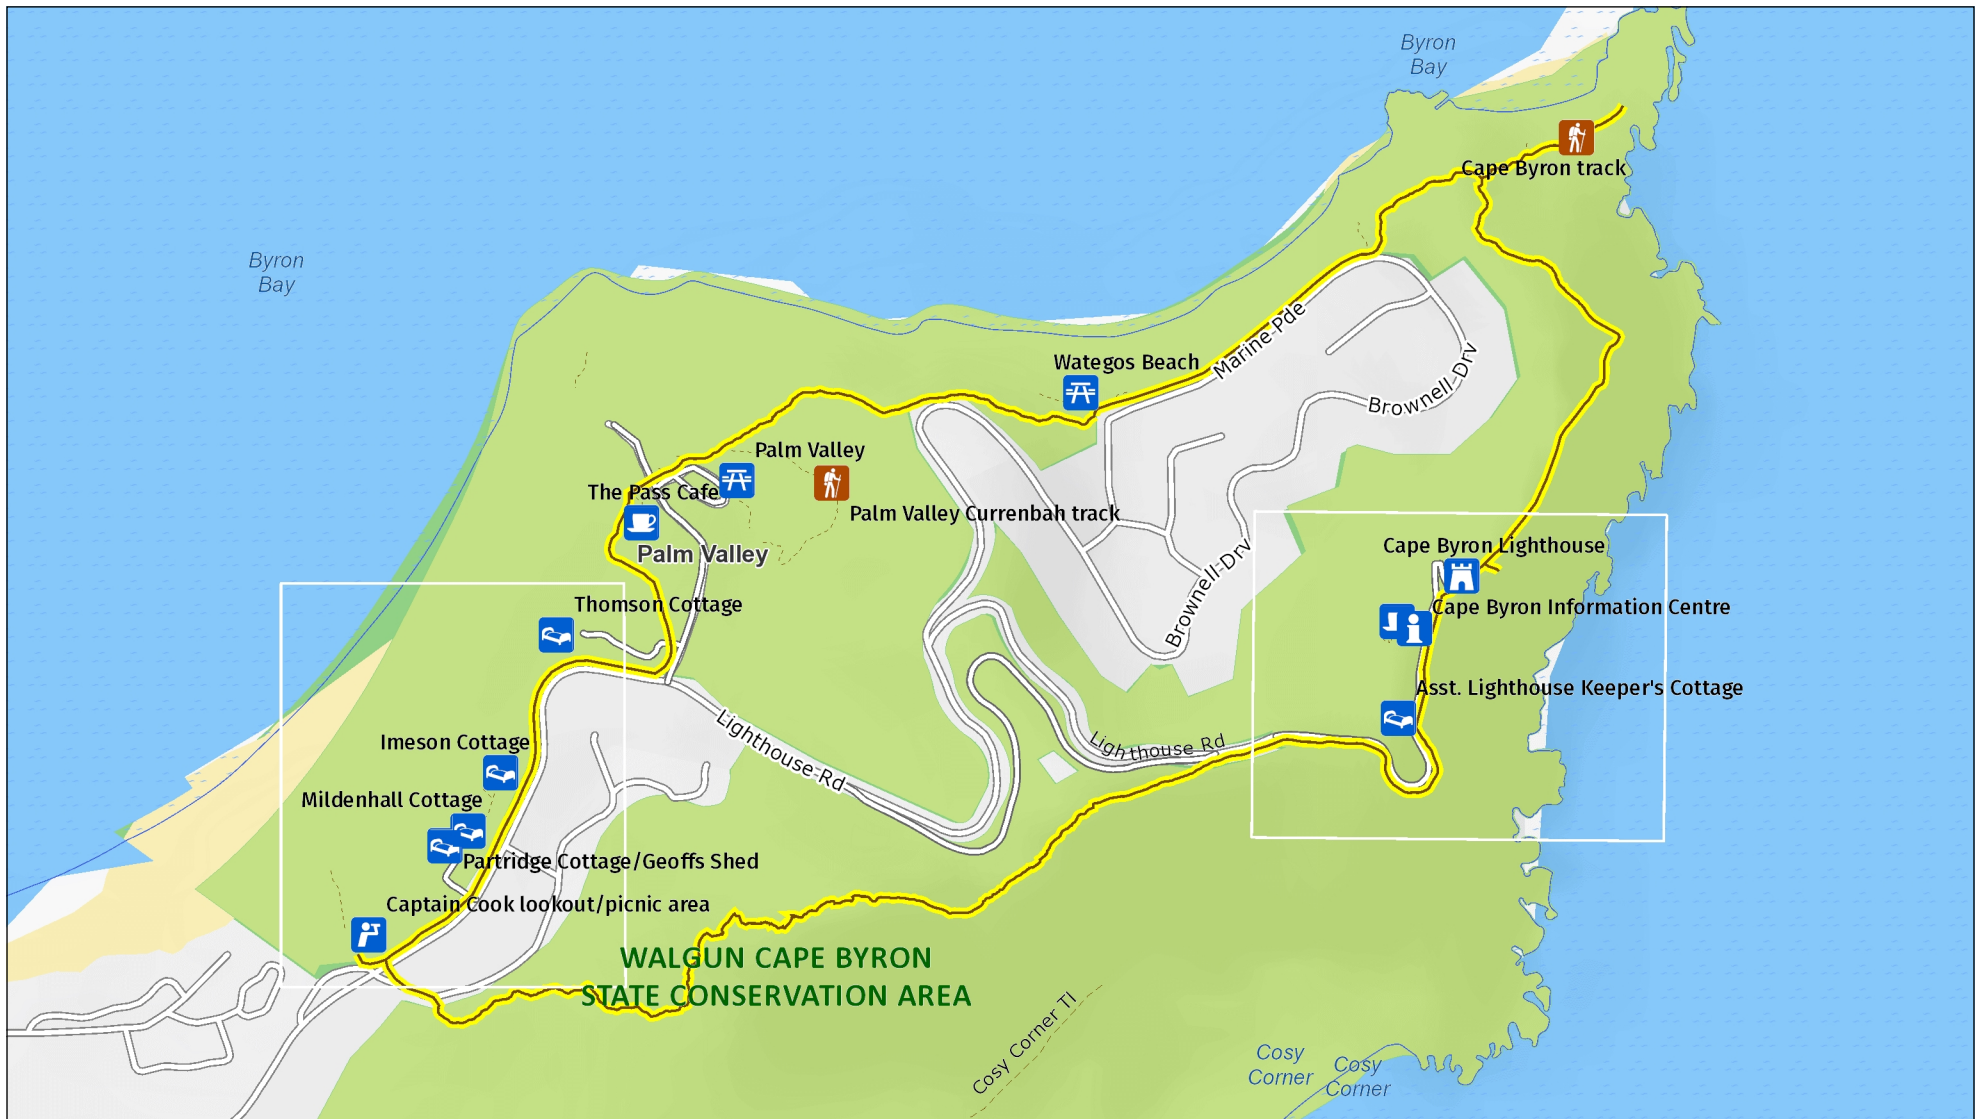 Byron
Bay
Cape Byron track
Byron
Bay
Marine Pde
Wategos Beach
Brownell Drv
Palm Valley
The Pass Cafe
Palm Valley Currenbah track
Palm Valley
Cape Byron Lighthouse
Brownell Drv
Thomson Cottage
Cape Byron Information Centre
Asst. Lighthouse Keeper's Cottage
Lighthouse Rd
Lighthouse Rd
Imeson Cottage
Mildenhall Cottage
Partridge Cottage/Geoffs Shed
Captain Cook lookout/picnic area
WALGUN CAPE BYRON
STATE CONSERVATION AREA
Cosy Corner Tl
Cosy
Corner
Cosy
Corner